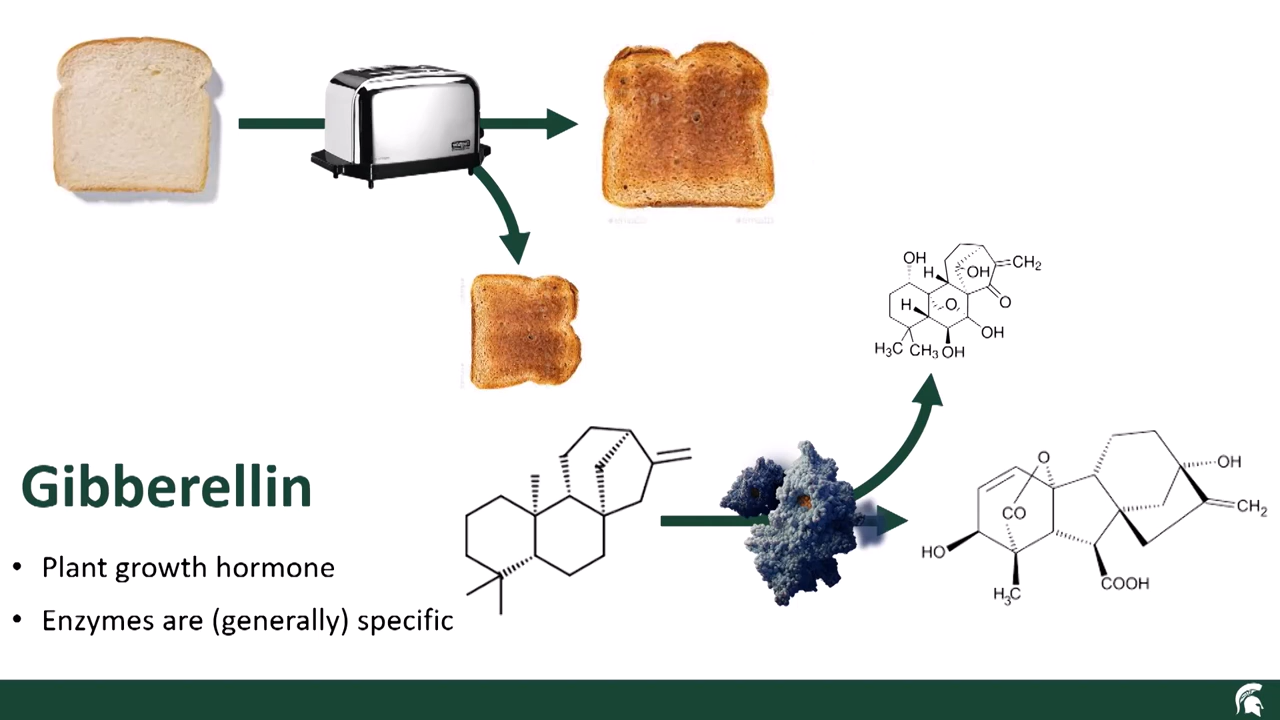 OH
H
OH
CH₂
H
O
O
OH
H₃C
CH₃
OH
Gibberellin
• Plant growth hormone
• Enzymes are (generally) specific
O
OH
CO
CH₂
HO
H₃C
COOH